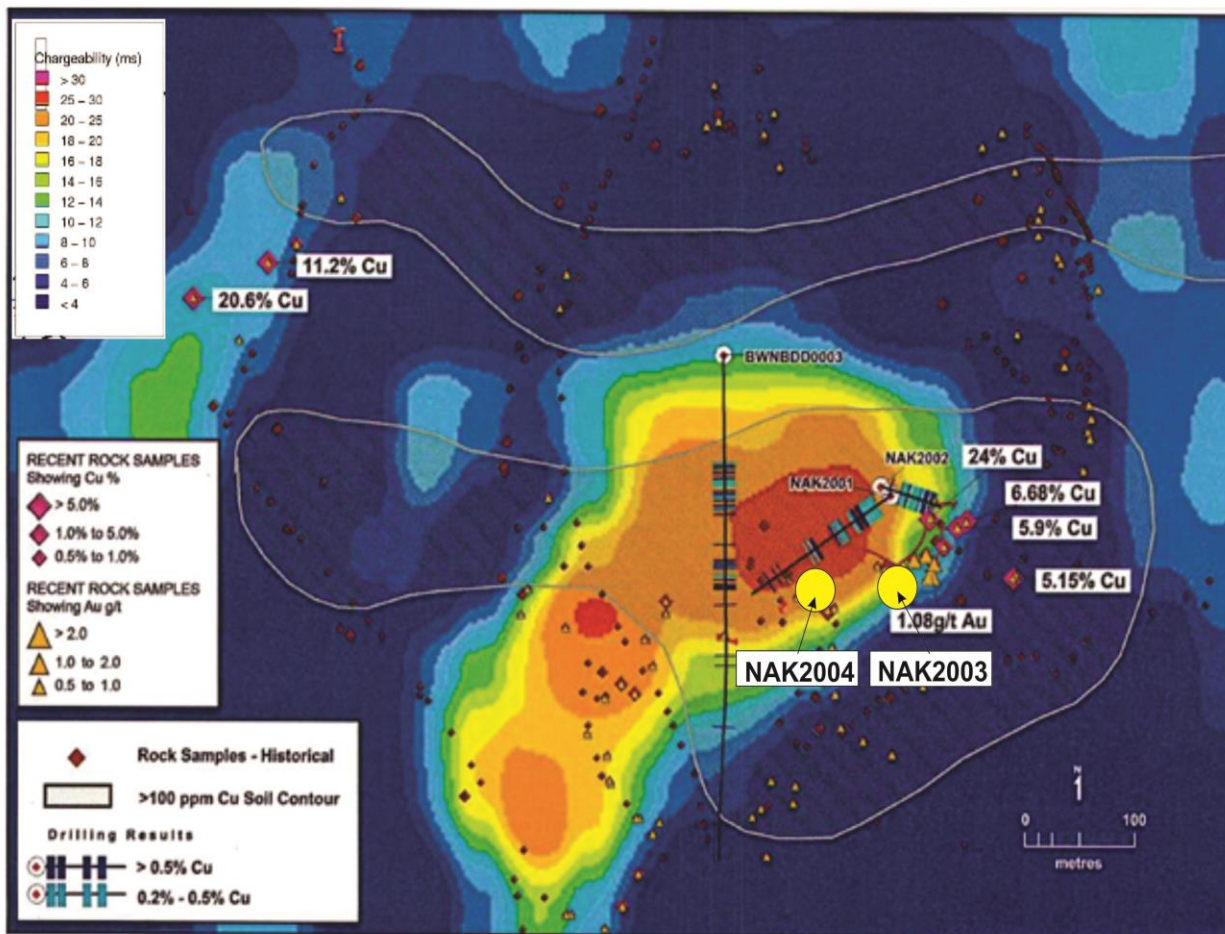 Chargeability (ms)
> 30
25 – 30
20 – 25
18 – 20
16 – 18
14 – 16
12 – 14
10 – 12
8 – 10
6 – 8
4 – 6
< 4
I
11.2% Cu
20.6% Cu
BWNBDD0003
NAK2002
24% Cu
NAK2001
6.68% Cu
5.9% Cu
5.15% Cu
1.08g/t Au
NAK2004
NAK2003
RECENT ROCK SAMPLES
Showing Cu %
> 5.0%
1.0% to 5.0%
0.5% to 1.0%
RECENT ROCK SAMPLES
Showing Au g/t
> 2.0
1.0 to 2.0
0.5 to 1.0
Rock Samples - Historical
>100 ppm Cu Soil Contour
Drilling Results
> 0.5% Cu
0.2% - 0.5% Cu
N
0 100
metres